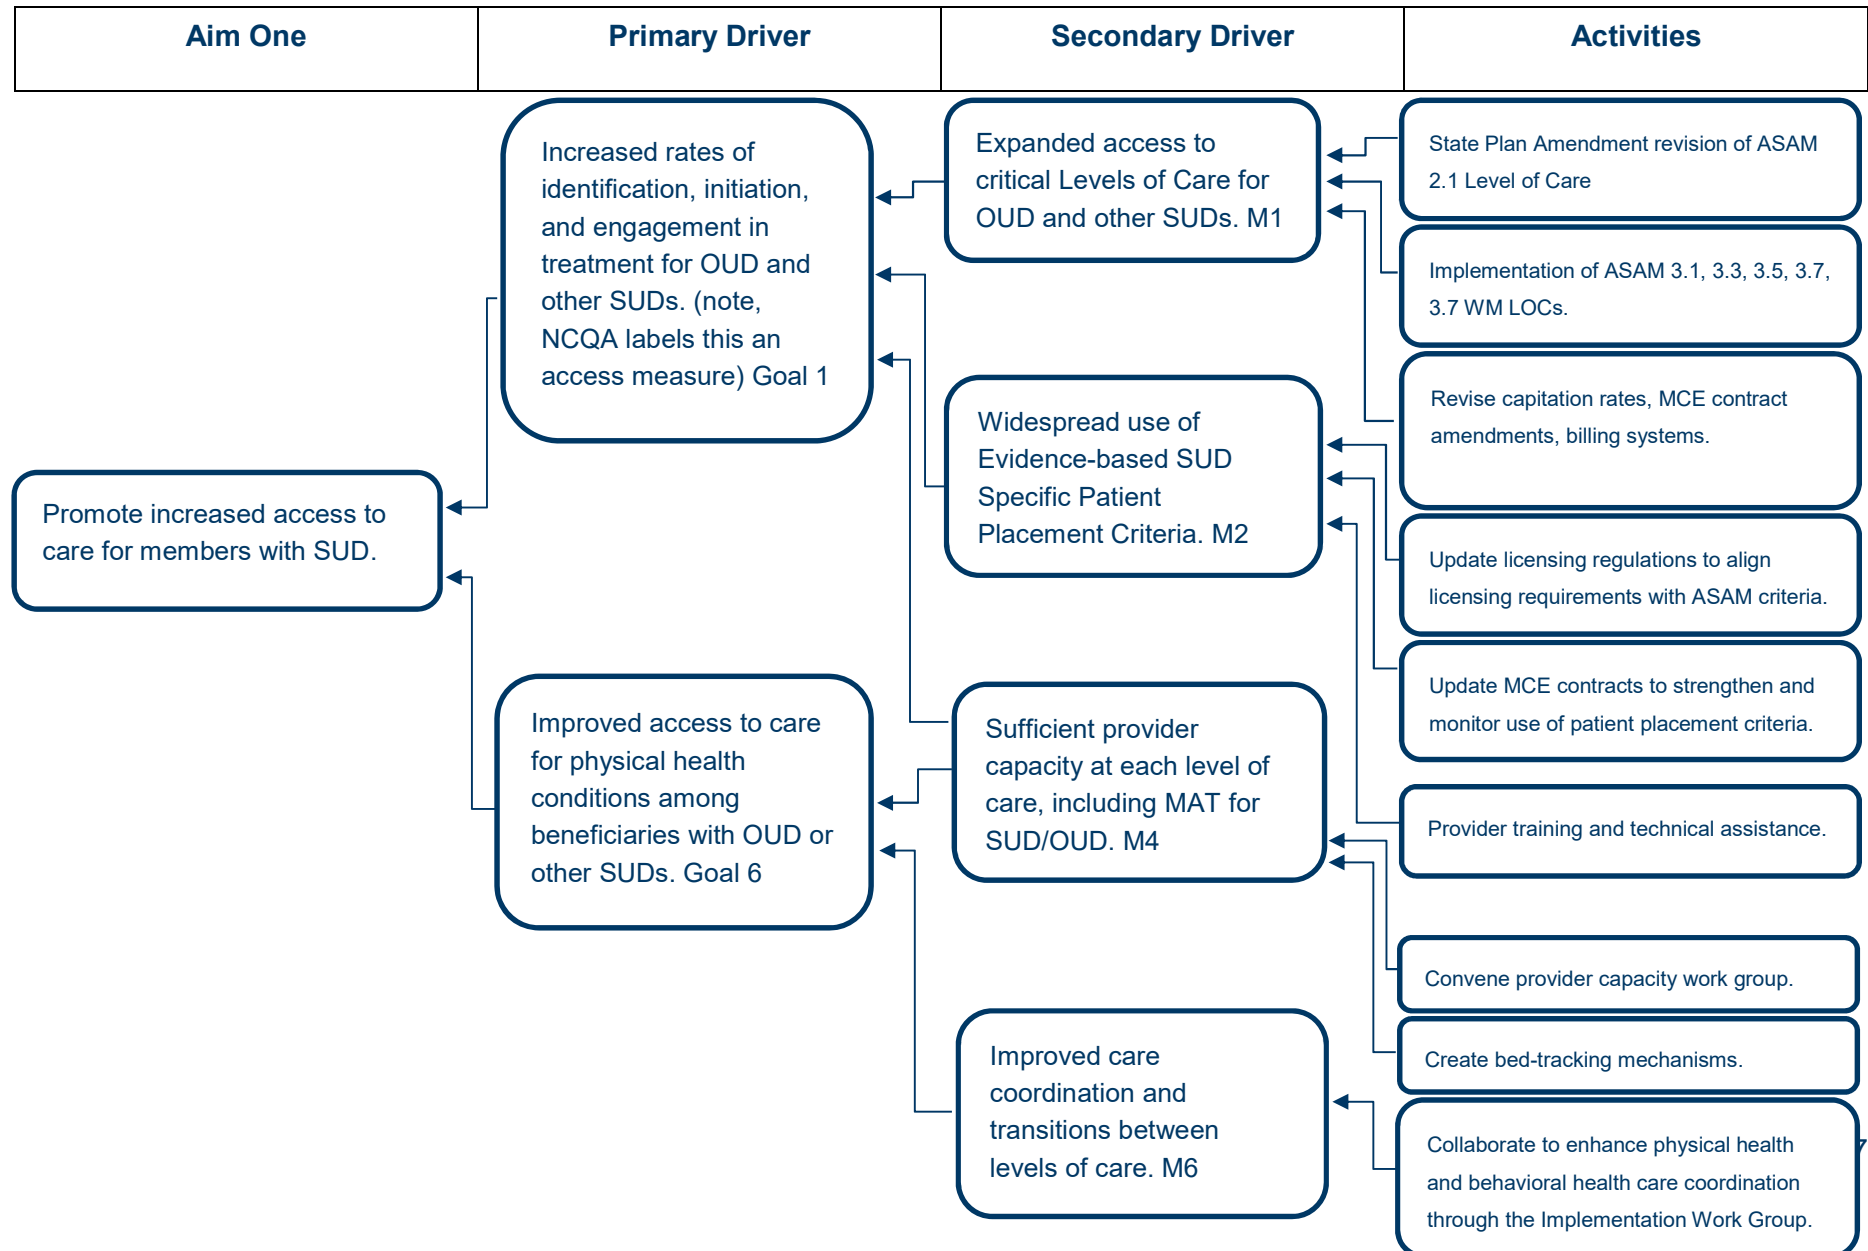 Aim One
Primary Driver
Secondary Driver
Activities
Promote increased access to
care for members with SUD.
Increased rates of
identification, initiation,
and engagement in
treatment for OUD and
other SUDs. (note,
NCQA labels this an
access measure) Goal 1
Improved access to care
for physical health
conditions among
beneficiaries with OUD or
other SUDs. Goal 6
Expanded access to
critical Levels of Care for
OUD and other SUDs. M1
Widespread use of
Evidence-based SUD
Specific Patient
Placement Criteria. M2
Sufficient provider
capacity at each level of
care, including MAT for
SUD/OUD. M4
Improved care
coordination and
transitions between
levels of care. M6
State Plan Amendment revision of ASAM
2.1 Level of Care
Implementation of ASAM 3.1, 3.3, 3.5, 3.7,
3.7 WM LOCs.
Revise capitation rates, MCE contract
amendments, billing systems.
Update licensing regulations to align
licensing requirements with ASAM criteria.
Update MCE contracts to strengthen and
monitor use of patient placement criteria.
Provider training and technical assistance.
Convene provider capacity work group.
Create bed-tracking mechanisms.
Collaborate to enhance physical health
and behavioral health care coordination
through the Implementation Work Group.